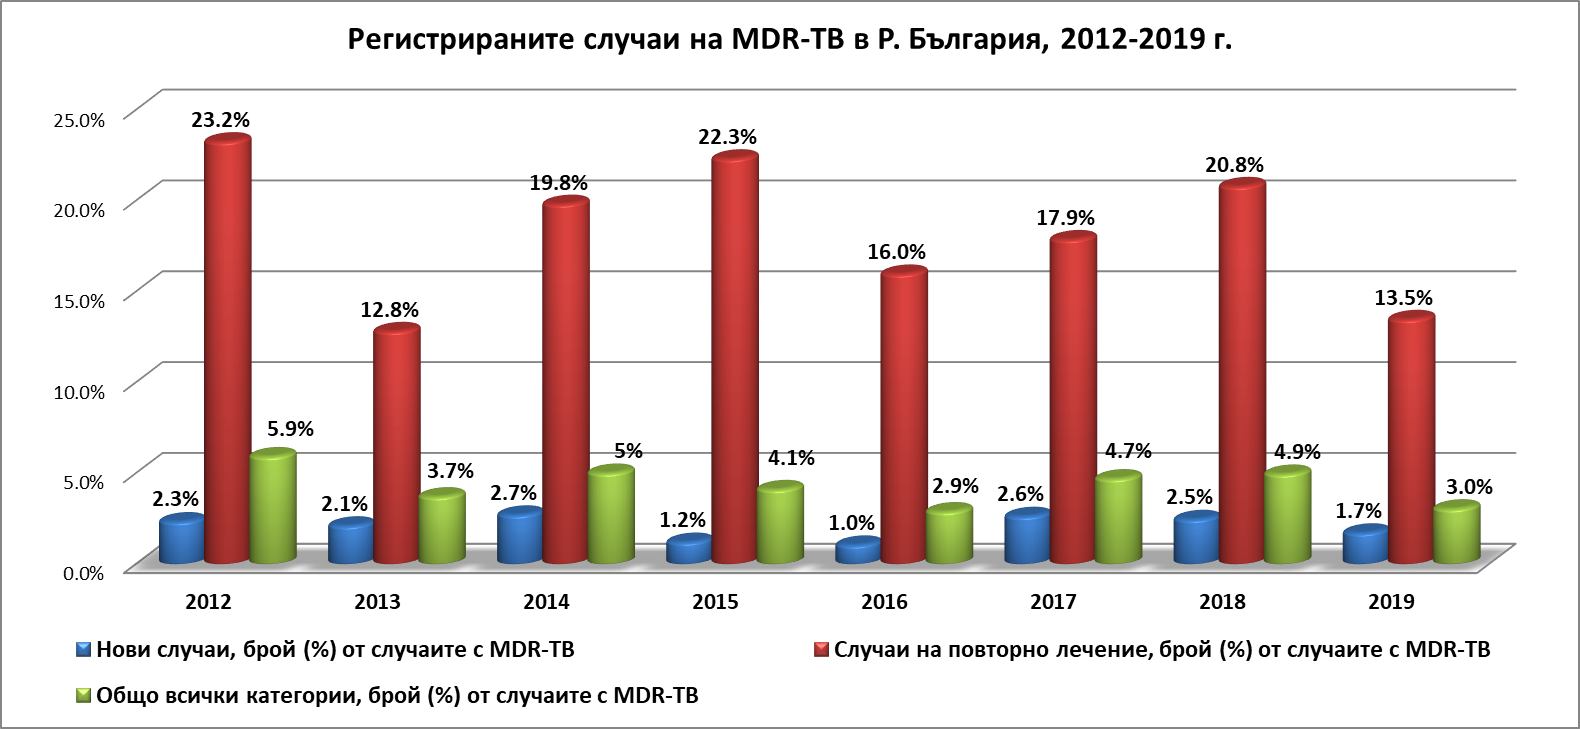 Регистрираните случаи на MDR-TB в Р. България, 2012-2019 г.
25.0%
20.0%
15.0%
10.0%
5.0%
0.0%
2.3% 23.2% 5.9%
2.1% 12.8% 3.7%
2.7% 19.8% 5%
1.2% 22.3% 4.1%
1.0% 16.0% 2.9%
2.6% 17.9% 4.7%
2.5% 20.8% 4.9%
1.7% 13.5% 3.0%
2012 2013 2014 2015 2016 2017 2018 2019
Нови случаи, брой (%) от случаите с MDR-TB
Случаи на повторно лечение, брой (%) от случаите с MDR-TB
Общо всички категории, брой (%) от случаите с MDR-TB